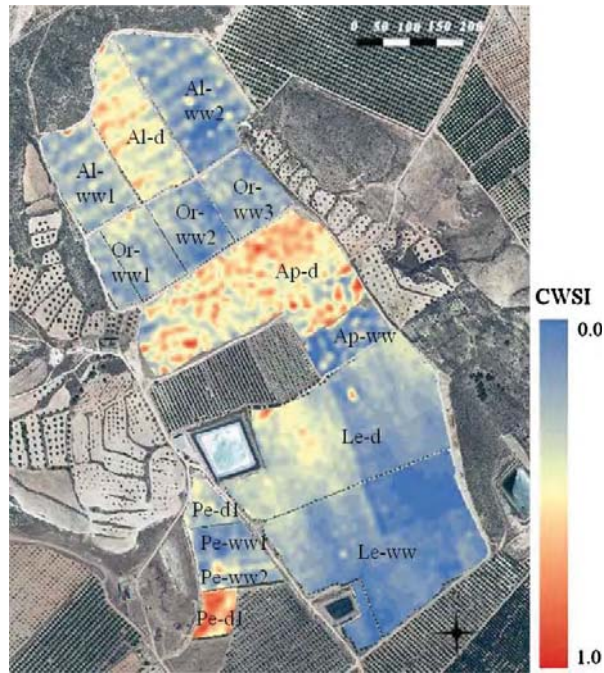 0 50 100 150 200
Al-
ww2
Al-d
Al-
ww1
Or-
ww3
Or-
ww2
Or-
ww1
Ap-d
Ap-ww
Le-d
Pe-d1
Pe-ww1
Le-ww
Pe-ww2
Pe-d1
CWSI
0.0
1.0